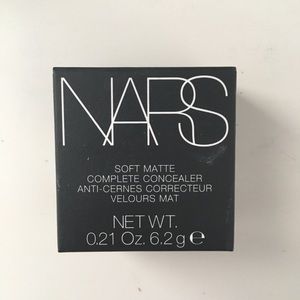 NARS
SOFT MATTE
COMPLETE CONCEALER
ANTI-CERNES CORRECTEUR
VELOURS MAT
NET WT.
0.21 Oz. 6.2 g ℮